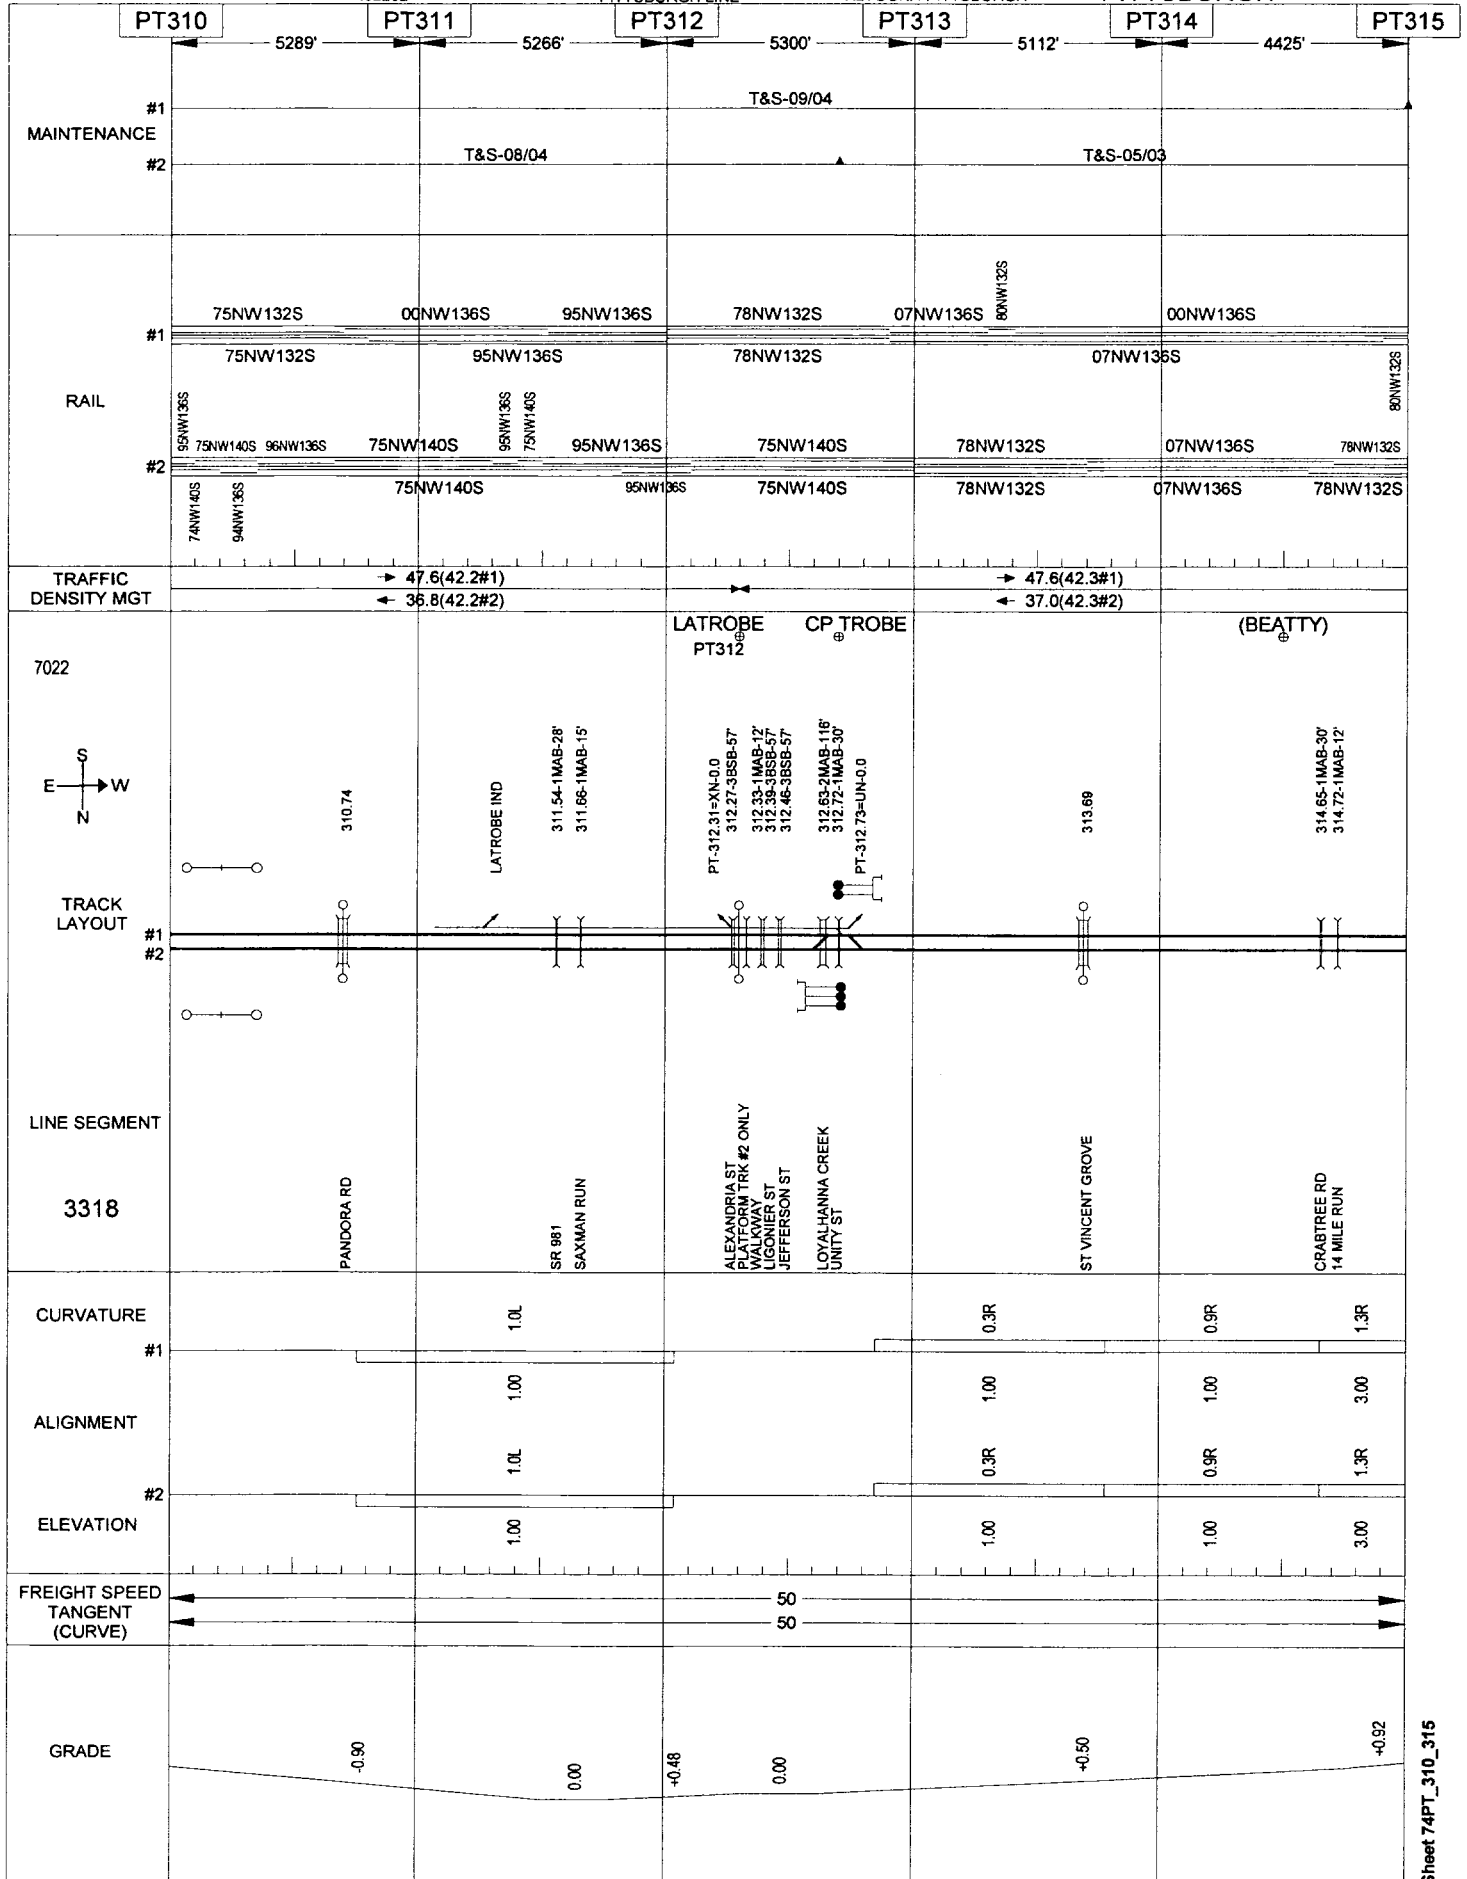 PT310 PT311 PT312 PT313 PT314 PT315
5289' 5266' 5300' 5112' 4425'
MAINTENANCE
#1
T&S-09/04
#2
T&S-08/04 T&S-05/03
RAIL
80NW132S
75NW132S 00NW136S 95NW136S 78NW132S 07NW136S 00NW136S
#1
75NW132S 95NW136S 78NW132S 07NW136S
80NW132S
95NW136S 75NW140S 96NW136S 75NW140S 95NW136S 75NW140S 95NW136S 75NW140S 78NW132S 07NW136S 78NW132S
#2
75NW140S 95NW136S 75NW140S 78NW132S 07NW136S 78NW132S
74NW140S 94NW136S
TRAFFIC
DENSITY MGT
47.6(42.2#1) 47.6(42.3#1)
36.8(42.2#2) 37.0(42.3#2)
LATROBE CP TROBE (BEATTY)
PT312
7022
S
E W
N
310.74
LATROBE IND
311.54-1MAB-28'
311.66-1MAB-15'
PT-312.31=XN-0.0
312.27-3BSB-57'
312.33-1MAB-12'
312.39-3BSB-57'
312.46-3BSB-57'
312.63-2MAB-116'
312.72-1MAB-30'
PT-312.73=UN-0.0
313.69
314.65-1MAB-30'
314.72-1MAB-12'
TRACK
LAYOUT
#1
#2
LINE SEGMENT
3318
PANDORA RD
SR 981
SAXMAN RUN
ALEXANDRIA ST
PLATFORM TRK #2 ONLY
WALKWAY
LIGONIER ST
JEFFERSON ST
LOYALHANNA CREEK
UNITY ST
ST VINCENT GROVE
CRABTREE RD
14 MILE RUN
CURVATURE
1.0L 0.3R 0.9R 1.3R
#1
1.00 1.00 1.00 3.00
ALIGNMENT
1.0L 0.3R 0.9R 1.3R
#2
ELEVATION
1.00 1.00 1.00 3.00
FREIGHT SPEED
TANGENT
(CURVE)
50
50
GRADE
-0.90 0.00 +0.48 0.00 +0.50 +0.92
Sheet 74PT_310_315